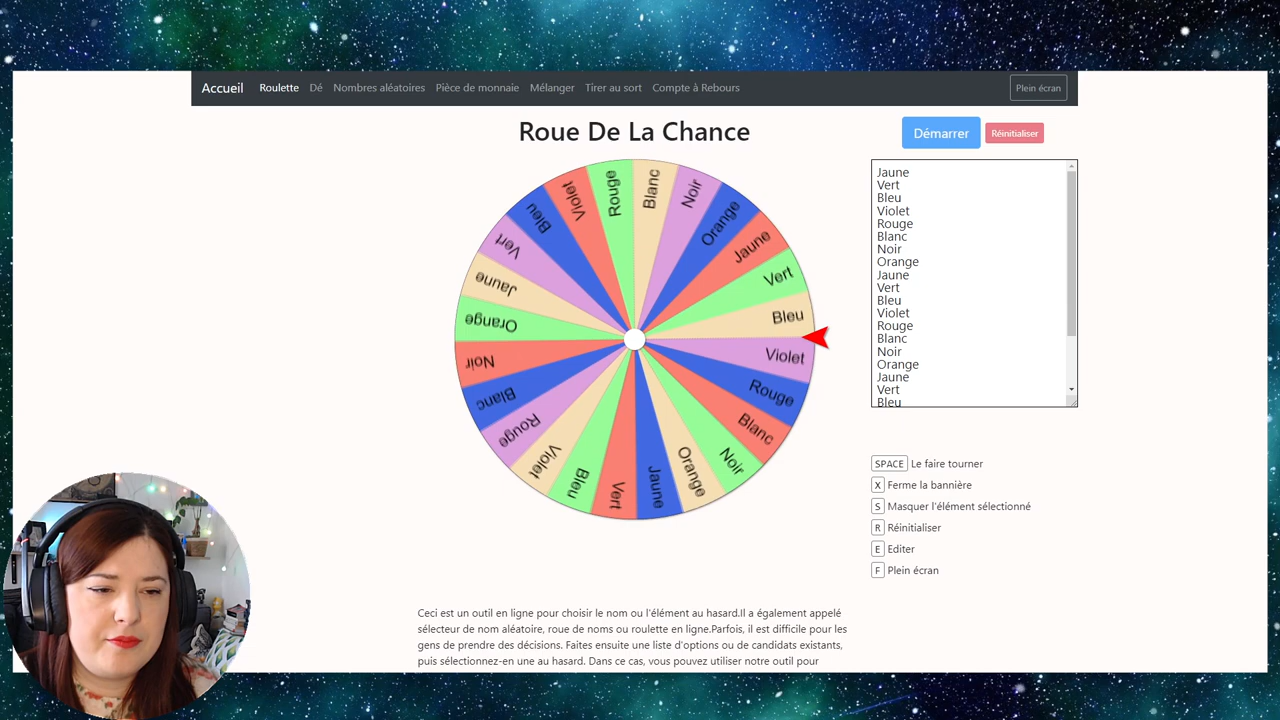 Accueil Roulette Dé Nombres aléatoires Pièce de monnaie Mélanger Tirer au sort Compte à Rebours Plein écran
Roue De La Chance
Démarrer Réinitialiser
Blanc
Noir
Orange
Jaune
Vert
Bleu
Violet
Rouge
Blanc
Noir
Orange
Jaune
Vert
Bleu
Violet
Rouge
Blanc
Noir
Orange
Jaune
Vert
Bleu
Violet
Rouge
Jaune
Vert
Bleu
Violet
Rouge
Blanc
Noir
Orange
Jaune
Vert
Bleu
Violet
Rouge
Blanc
Noir
Orange
Jaune
Vert
Bleu
SPACE Le faire tourner
X Ferme la bannière
S Masquer l'élément sélectionné
R Réinitialiser
E Editer
F Plein écran
Ceci est un outil en ligne pour choisir le nom ou l'élément au hasard.Il a également appelé
sélecteur de nom aléatoire, roue de noms ou roulette en ligne.Parfois, il est difficile pour les
gens de prendre des décisions. Faites ensuite une liste d'options ou de candidats existants,
puis sélectionnez-en une au hasard. Dans ce cas, vous pouvez utiliser notre outil pour